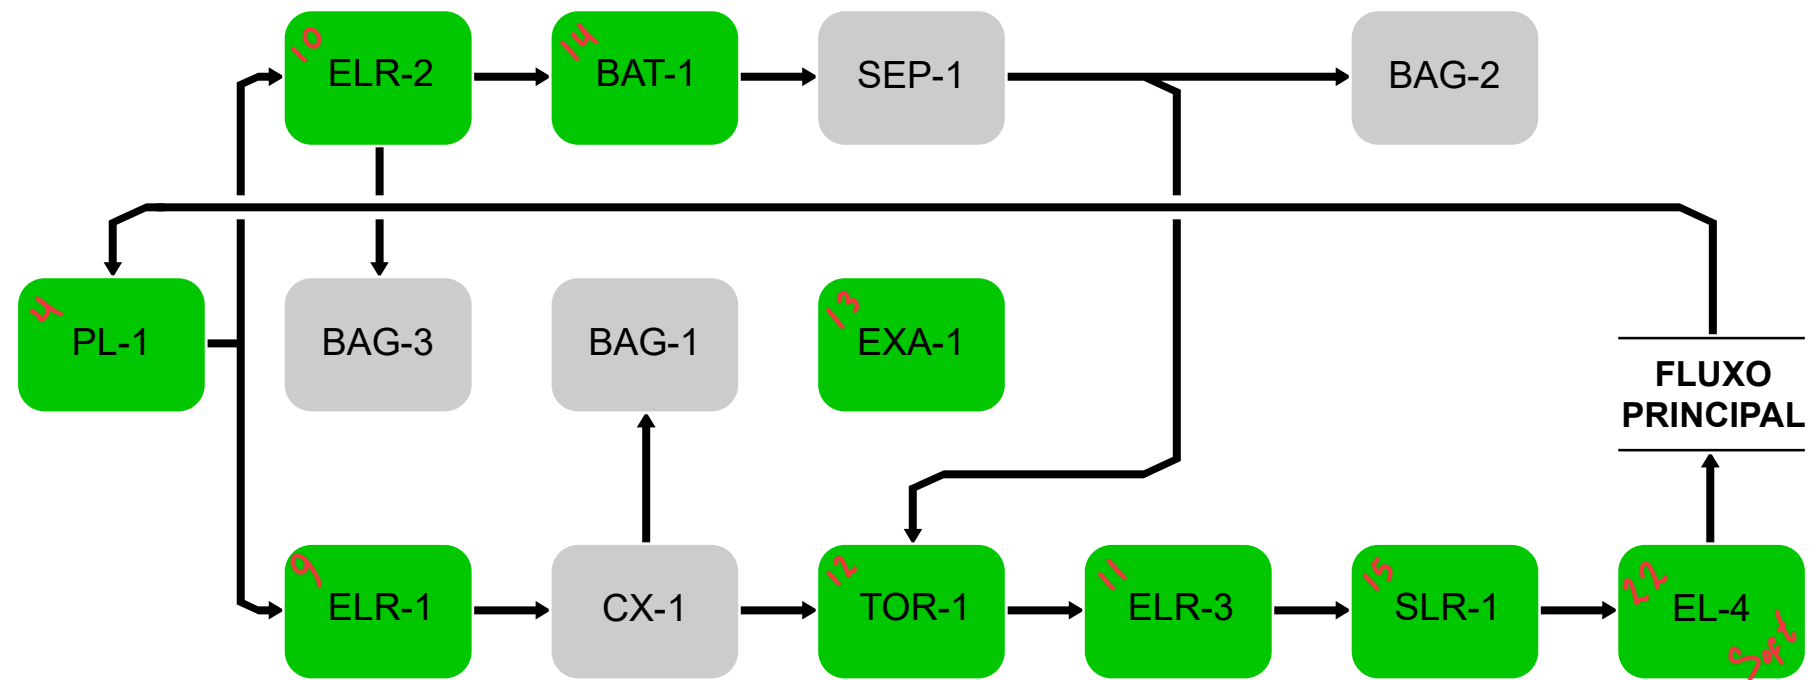 10
ELR-2
14
BAT-1
SEP-1
BAG-2
4
PL-1
BAG-3
BAG-1
13
EXA-1
FLUXO
PRINCIPAL
9
ELR-1
CX-1
12
TOR-1
11
ELR-3
15
SLR-1
22
EL-4
Soft